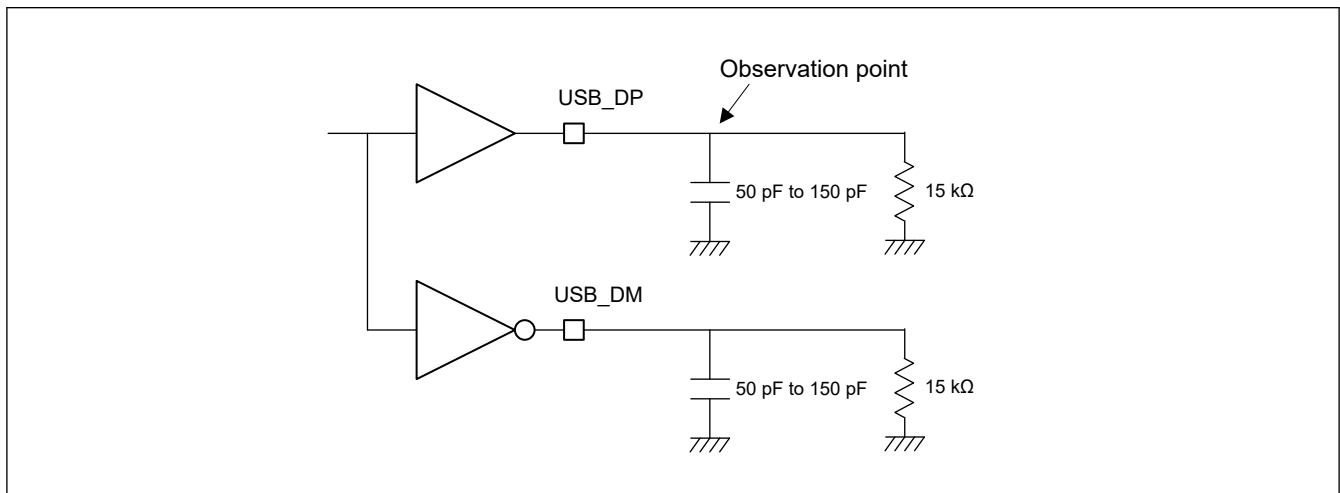 Observation point
USB_DP
50 pF to 150 pF
15 kΩ
USB_DM
50 pF to 150 pF
15 kΩ